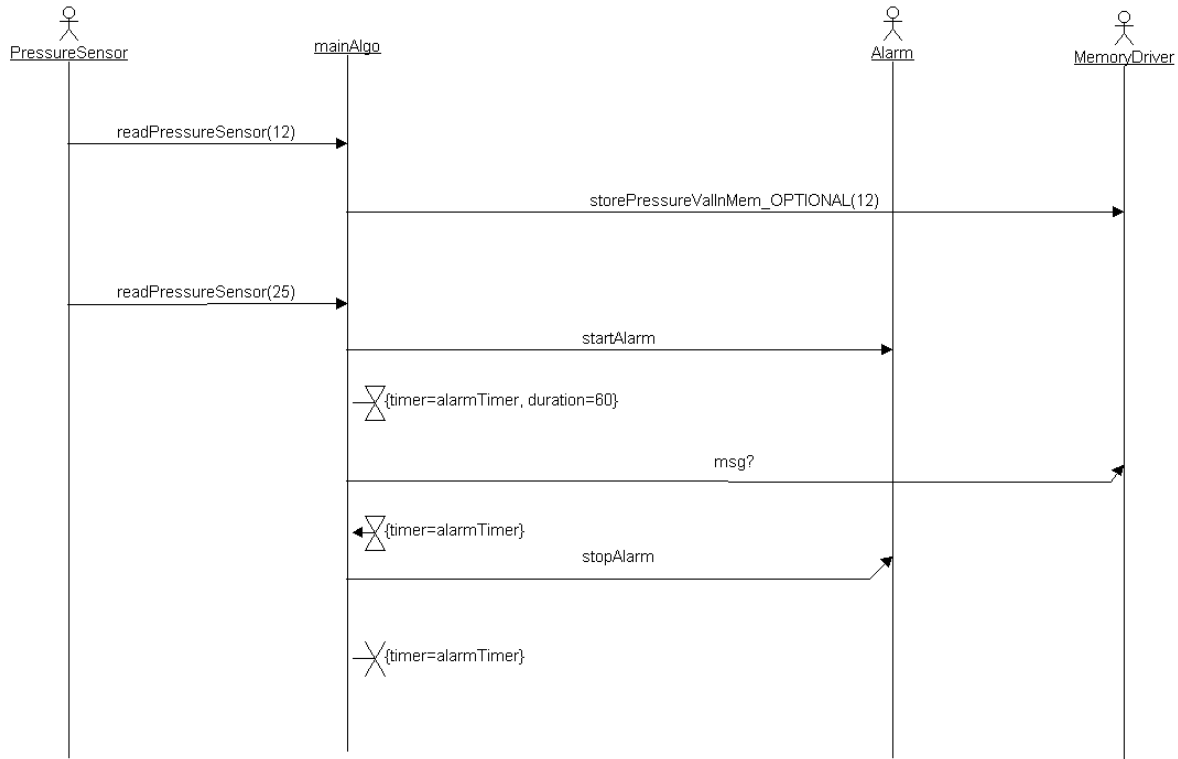 PressureSensor
mainAlgo
Alarm
MemoryDriver
readPressureSensor(12)
storePressureValInMem_OPTIONAL(12)
readPressureSensor(25)
startAlarm
{timer=alarmTimer, duration=60}
msg?
{timer=alarmTimer}
stopAlarm
{timer=alarmTimer}